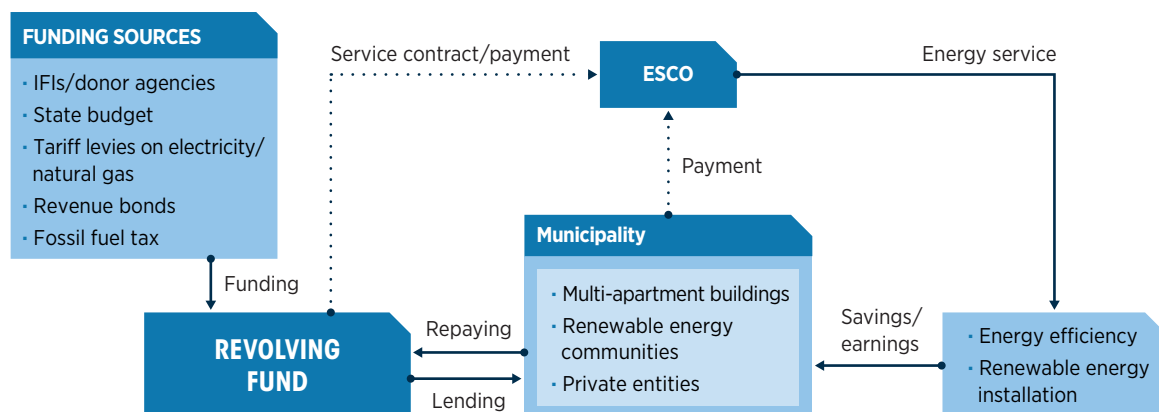 FUNDING SOURCES
· IFIs/donor agencies
· State budget
· Tariff levies on electricity/
natural gas
· Revenue bonds
· Fossil fuel tax
Service contract/payment
ESCO
Energy service
Payment
Funding
REVOLVING
FUND
Repaying
Lending
Municipality
· Multi-apartment buildings
· Renewable energy
communities
· Private entities
Savings/
earnings
· Energy efficiency
· Renewable energy
installation